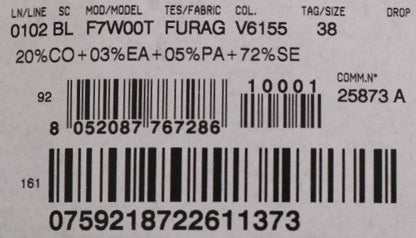 LN/LINE SC MOD/MODEL TES/FABRIC COL. TAG/SIZE DROP
0102 BL F7W00T FURAG V6155 38
20%CO+03%EA+05%PA+72%SE
COMM.N°
10001
92 25873 A
8 052087 767286
161
0759218722611373